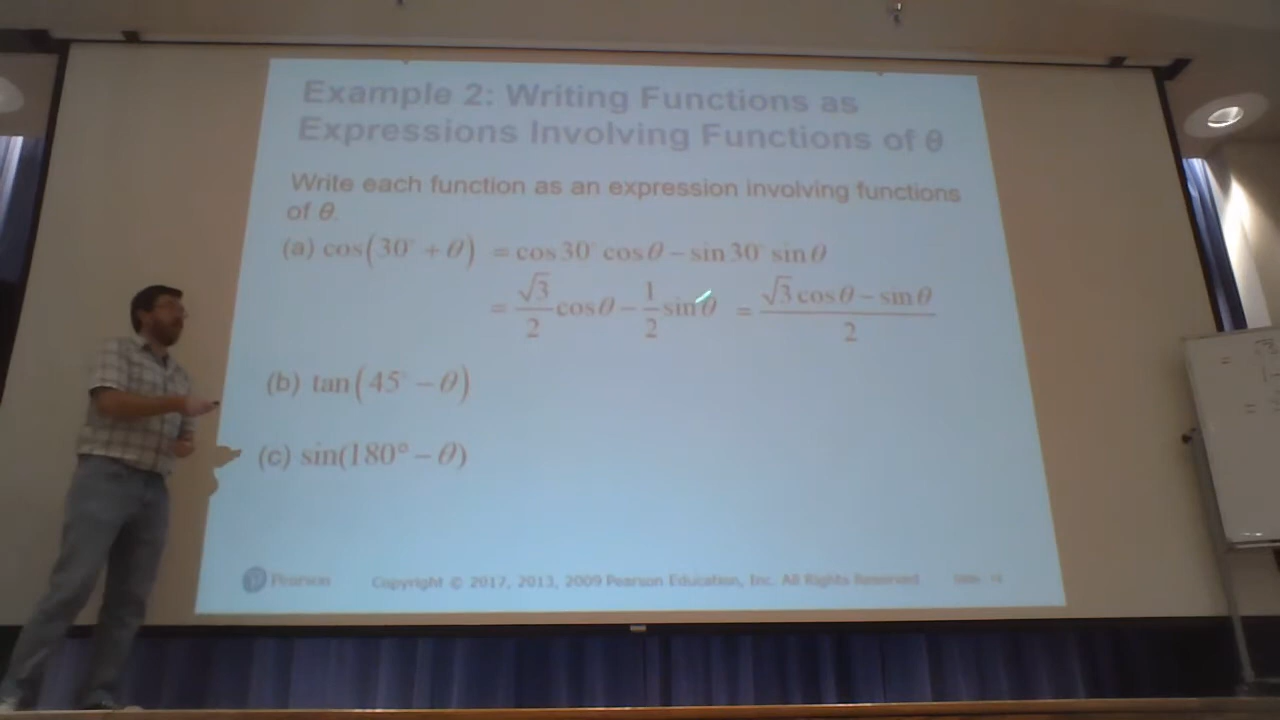 Example 2: Writing Functions as
Expressions Involving Functions of θ
Write each function as an expression involving functions
of θ.
(a) cos(30° + θ) = cos 30° cos θ − sin 30° sin θ
= √3/2 cos θ − 1/2 sin θ = (√3 cos θ − sin θ)/2
(b) tan(45° − θ)
(c) sin(180° − θ)
Pearson
Copyright © 2017, 2013, 2009 Pearson Education, Inc. All Rights Reserved